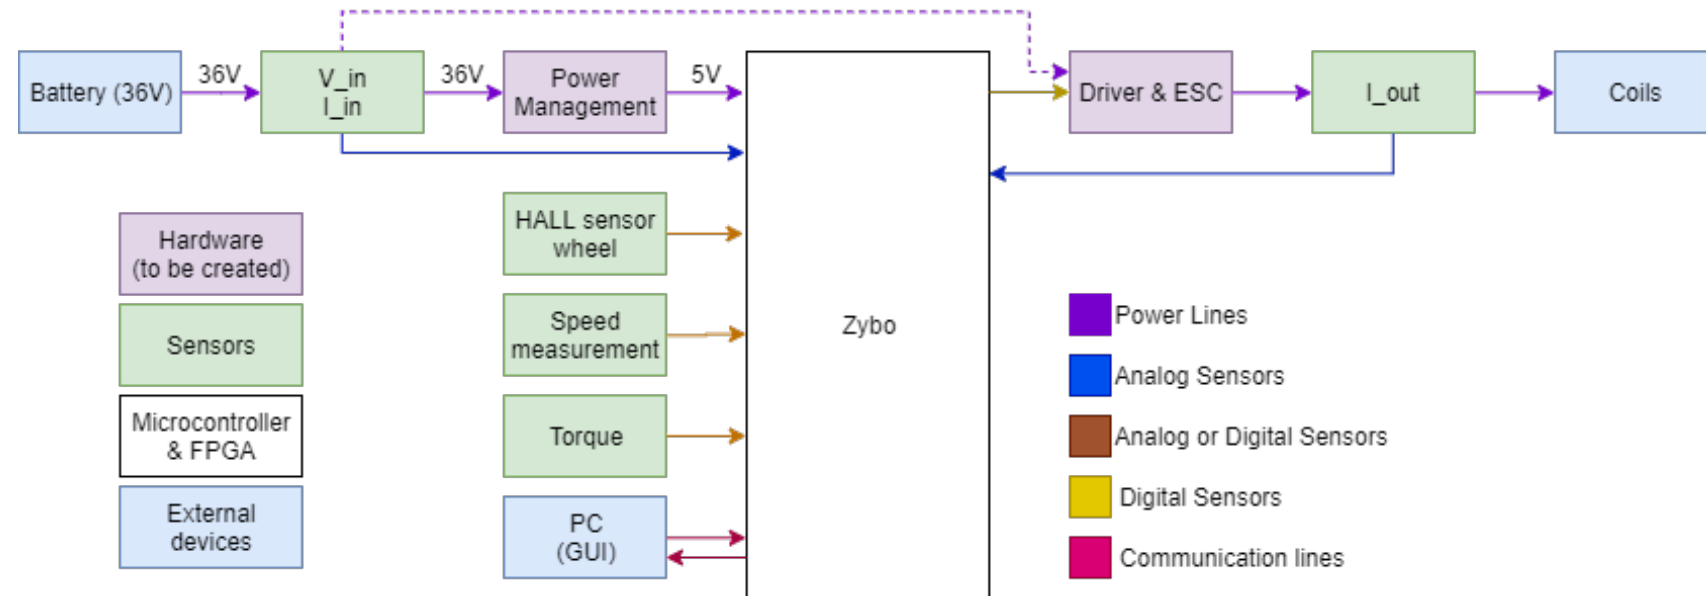 Battery (36V)
36V
V_in
I_in
36V
Power
Management
5V
Driver & ESC
I_out
Coils
HALL sensor
wheel
Speed
measurement
Torque
PC
(GUI)
Zybo
Hardware
(to be created)
Sensors
Microcontroller
& FPGA
External
devices
Power Lines
Analog Sensors
Analog or Digital Sensors
Digital Sensors
Communication lines